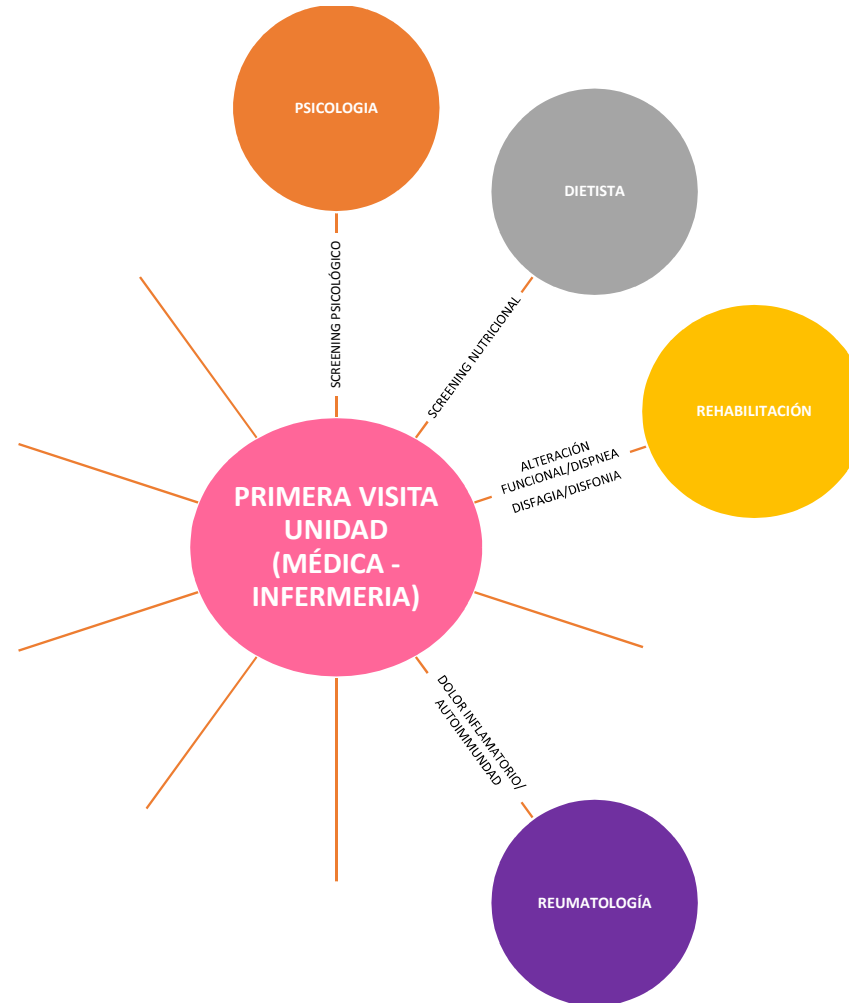 PSICOLOGIA
DIETISTA
SCREENING PSICOLÓGICO
SCREENING NUTRICIONAL
REHABILITACIÓN
ALTERACIÓN
FUNCIONAL/DISPNEA
DISFAGIA/DISFONIA
PRIMERA VISITA
UNIDAD
(MÉDICA -
INFERMERIA)
DOLOR INFLAMATORIO/
AUTOIMMUNDAD
REUMATOLOGÍA